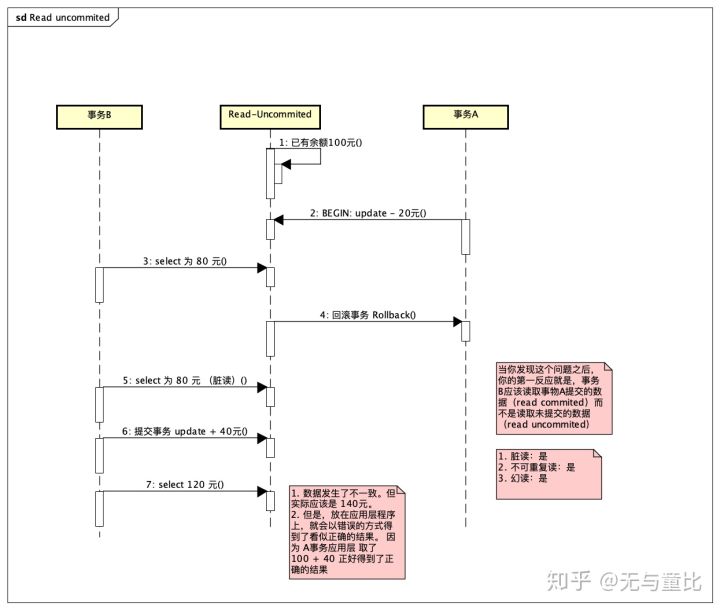 sd Read uncommited
事务B
Read-Uncommited
事务A
1: 已有余额100元()
2: BEGIN: update - 20元()
3: select 为 80 元()
4: 回滚事务 Rollback()
当你发现这个问题之后，
你的第一反应就是，事务
B应该读取事物A提交的数
据（read commited）而
不是读取未提交的数据
（read uncommited）
5: select 为 80 元 （脏读）()
6: 提交事务 update + 40元()
1. 脏读：是
2. 不可重复读：是
3. 幻读：是
7: select 120 元()
1. 数据发生了不一致。但
实际应该是 140元。
2. 但是，放在应用层程序
上，就会以错误的方式得
到了看似正确的结果。 因
为 A事务应用层 取了
100 + 40 正好得到了正
确的结果
知乎 @无与童比